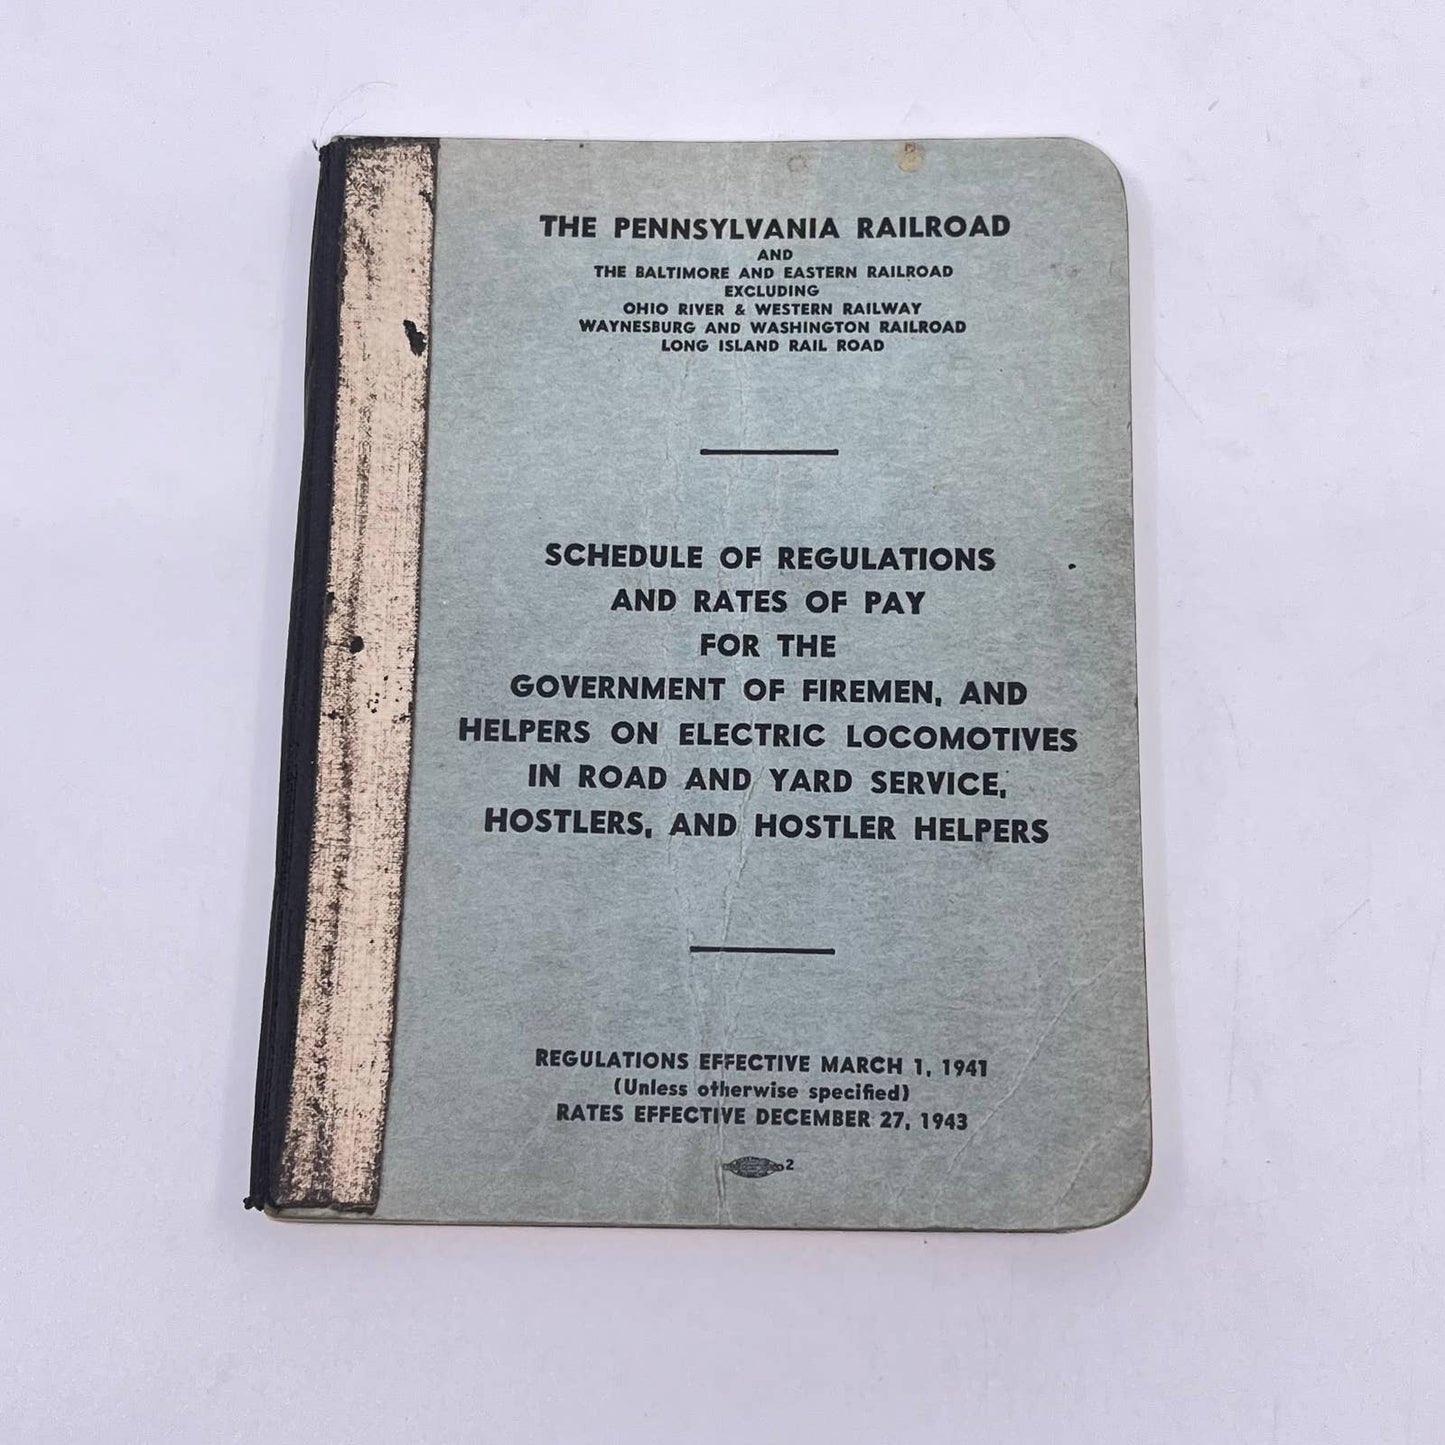 THE PENNSYLVANIA RAILROAD
AND
THE BALTIMORE AND EASTERN RAILROAD
EXCLUDING
OHIO RIVER & WESTERN RAILWAY
WAYNESBURG AND WASHINGTON RAILROAD
LONG ISLAND RAIL ROAD
SCHEDULE OF REGULATIONS
AND RATES OF PAY
FOR THE
GOVERNMENT OF FIREMEN, AND
HELPERS ON ELECTRIC LOCOMOTIVES
IN ROAD AND YARD SERVICE,
HOSTLERS, AND HOSTLER HELPERS
REGULATIONS EFFECTIVE MARCH 1, 1941
(Unless otherwise specified)
RATES EFFECTIVE DECEMBER 27, 1943
2